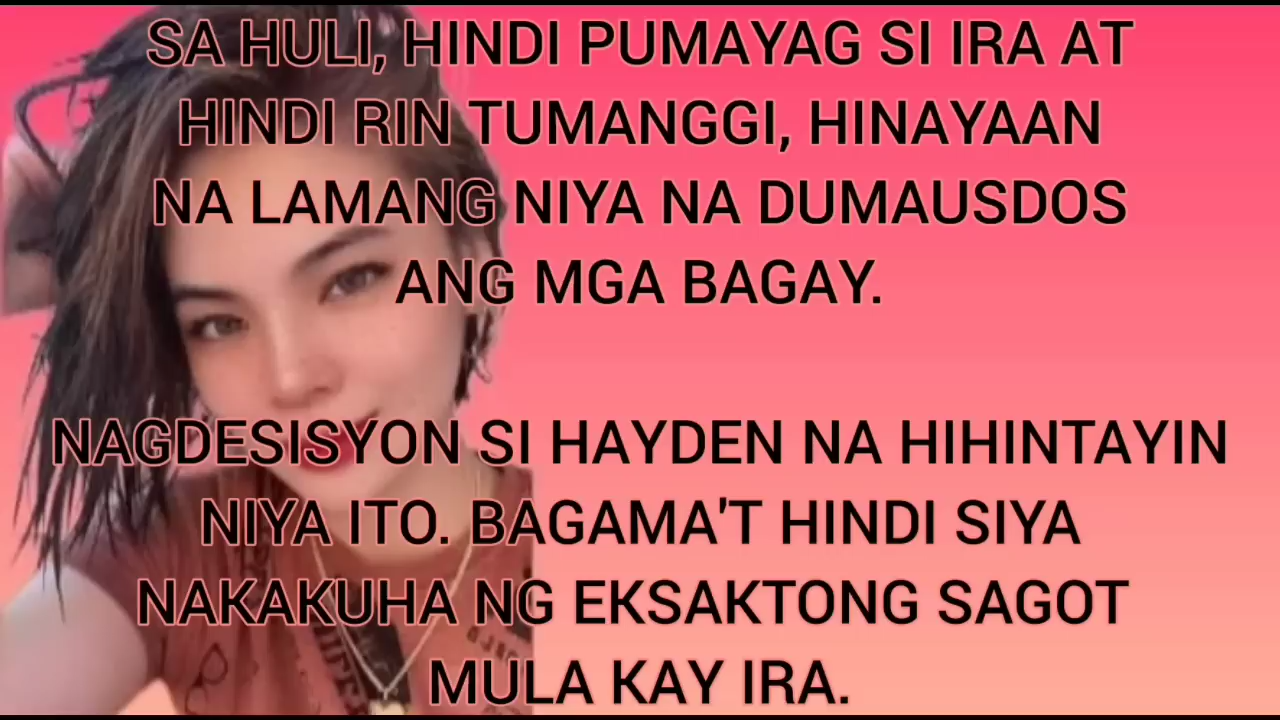 SA HULI, HINDI PUMAYAG SI IRA AT
HINDI RIN TUMANGGI, HINAYAAN
NA LAMANG NIYA NA DUMAUSDOS
ANG MGA BAGAY.
NAGDESISYON SI HAYDEN NA HIHINTAYIN
NIYA ITO. BAGAMA'T HINDI SIYA
NAKAKUHA NG EKSAKTONG SAGOT
MULA KAY IRA.